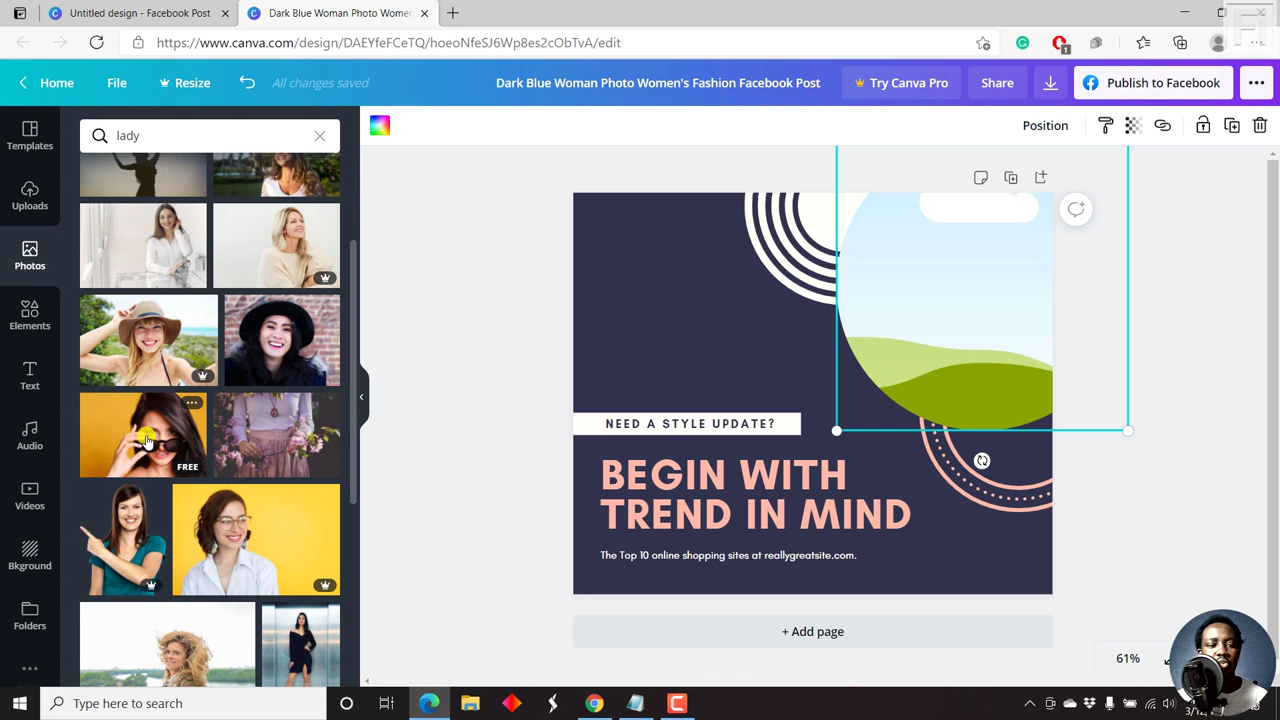 Untitled design - Facebook Post
Dark Blue Woman Photo Women
https://www.canva.com/design/DAEYfeFCeTQ/hoeoNfeSJ6Wp8es2cObTvA/edit
1
Home
File
Resize
All changes saved
Dark Blue Woman Photo Women's Fashion Facebook Post
Try Canva Pro
Share
Publish to Facebook
Templates
Uploads
Photos
Elements
Text
Audio
Videos
Bkground
Folders
lady
FREE
Position
NEED A STYLE UPDATE?
BEGIN WITH
TREND IN MIND
The Top 10 online shopping sites at reallygreatsite.com.
+ Add page
61%
Type here to search